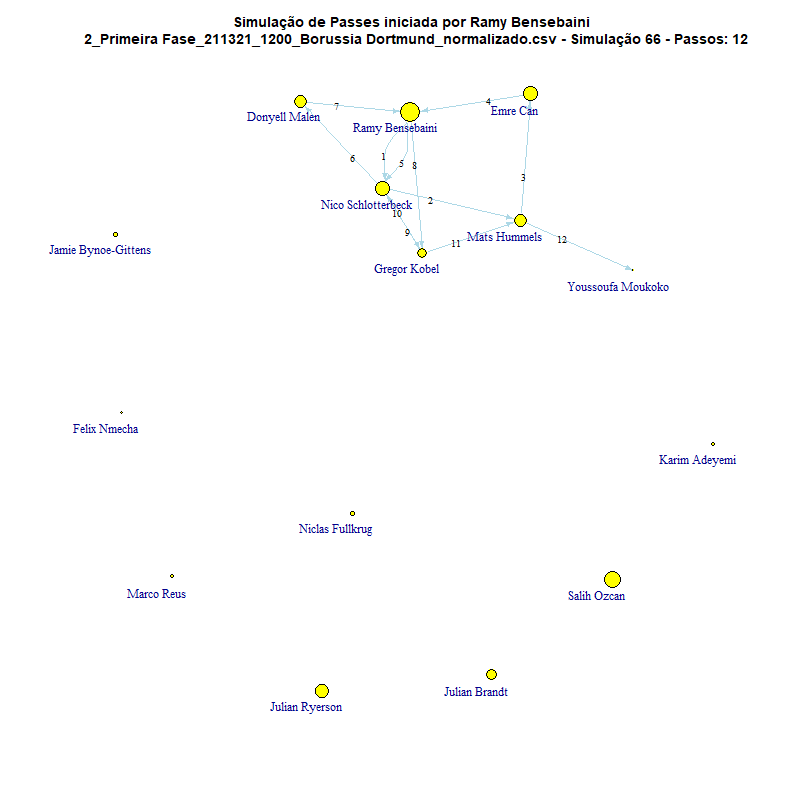 Simulação de Passes iniciada por Ramy Bensebaini
2_Primeira Fase_211321_1200_Borussia Dortmund_normalizado.csv - Simulação 66 - Passos: 12
4
7
Emre Can
Donyell Malen
Ramy Bensebaini
1
6
5
8
3
2
Nico Schlotterbeck
10
9
Mats Hummels
12
11
Jamie Bynoe-Gittens
Gregor Kobel
Youssoufa Moukoko
Felix Nmecha
Karim Adeyemi
Niclas Fullkrug
Marco Reus
Salih Ozcan
Julian Brandt
Julian Ryerson